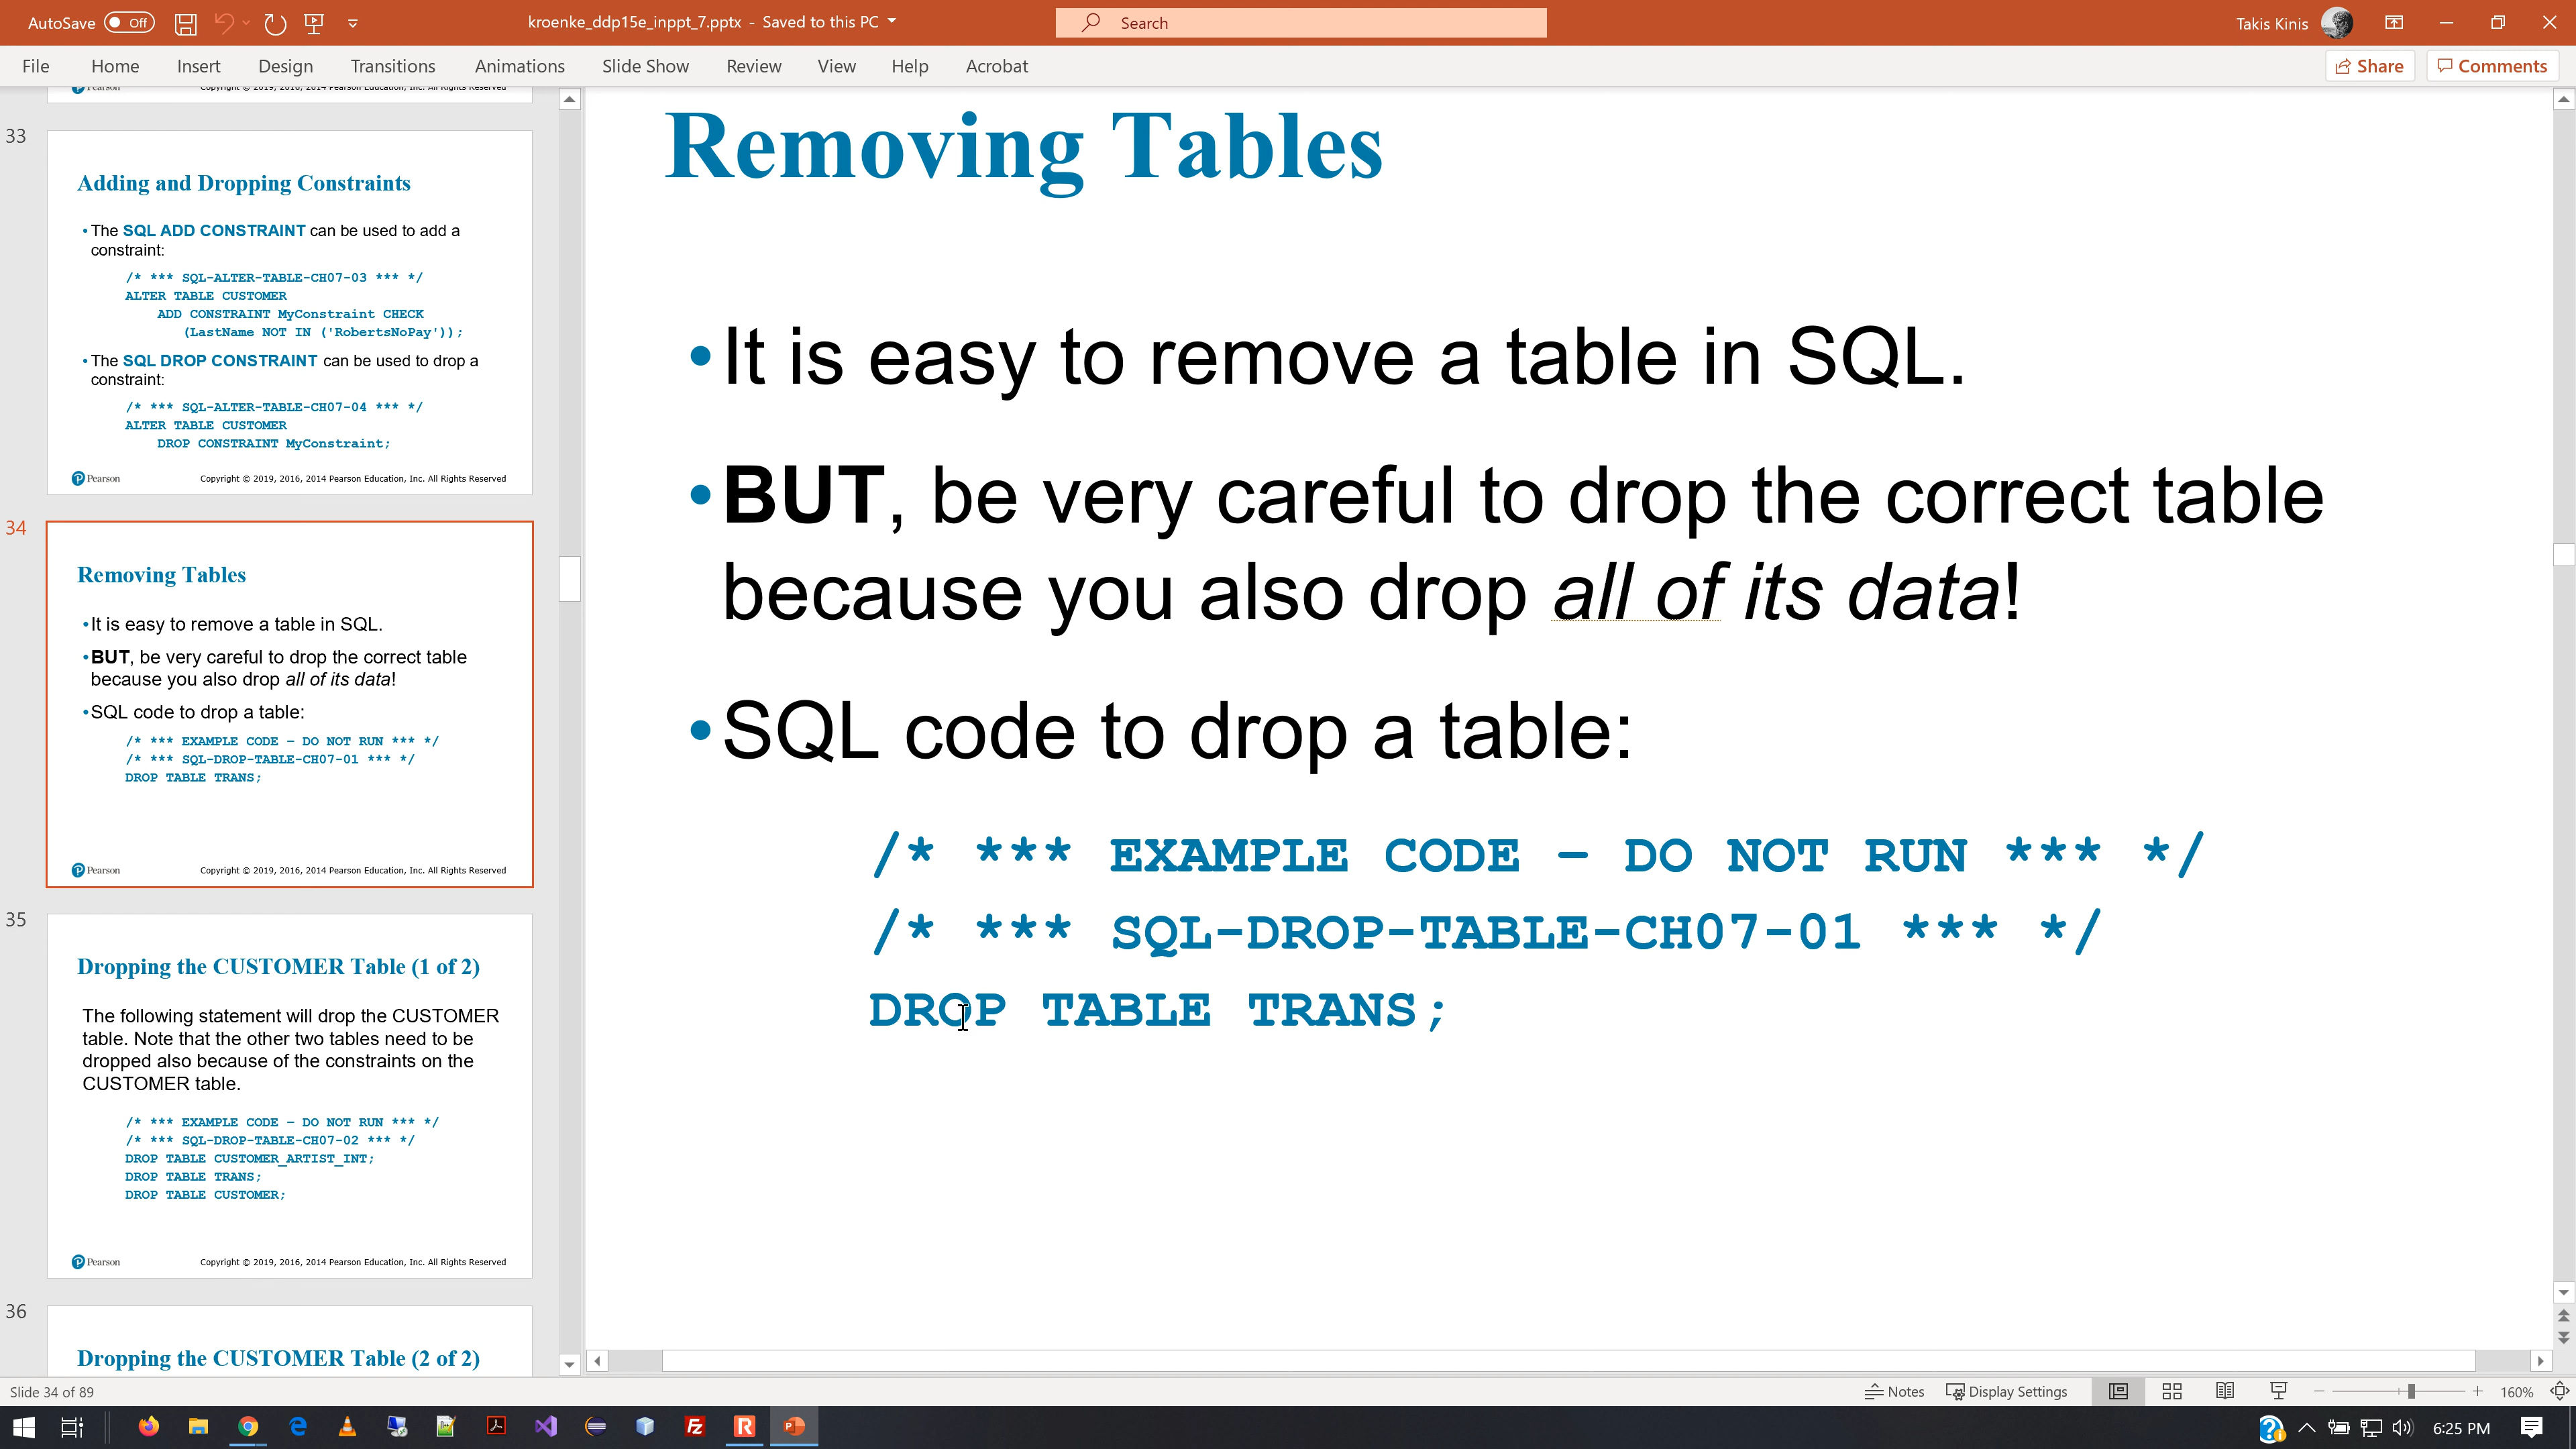 AutoSave Off
kroenke_ddp15e_inppt_7.pptx - Saved to this PC
Search
Takis Kinis
File Home Insert Design Transitions Animations Slide Show Review View Help Acrobat
Share Comments
Pearson Copyright © 2019, 2016, 2014 Pearson Education, Inc. All Rights Reserved
33
Adding and Dropping Constraints
• The SQL ADD CONSTRAINT can be used to add a
constraint:
/* *** SQL-ALTER-TABLE-CH07-03 *** */
ALTER TABLE CUSTOMER
ADD CONSTRAINT MyConstraint CHECK
(LastName NOT IN ('RobertsNoPay'));
• The SQL DROP CONSTRAINT can be used to drop a
constraint:
/* *** SQL-ALTER-TABLE-CH07-04 *** */
ALTER TABLE CUSTOMER
DROP CONSTRAINT MyConstraint;
Pearson Copyright © 2019, 2016, 2014 Pearson Education, Inc. All Rights Reserved
34
Removing Tables
•It is easy to remove a table in SQL.
•BUT, be very careful to drop the correct table
because you also drop all of its data!
•SQL code to drop a table:
/* *** EXAMPLE CODE – DO NOT RUN *** */
/* *** SQL-DROP-TABLE-CH07-01 *** */
DROP TABLE TRANS;
Pearson Copyright © 2019, 2016, 2014 Pearson Education, Inc. All Rights Reserved
35
Dropping the CUSTOMER Table (1 of 2)
The following statement will drop the CUSTOMER
table. Note that the other two tables need to be
dropped also because of the constraints on the
CUSTOMER table.
/* *** EXAMPLE CODE – DO NOT RUN *** */
/* *** SQL-DROP-TABLE-CH07-02 *** */
DROP TABLE CUSTOMER_ARTIST_INT;
DROP TABLE TRANS;
DROP TABLE CUSTOMER;
Pearson Copyright © 2019, 2016, 2014 Pearson Education, Inc. All Rights Reserved
36
Dropping the CUSTOMER Table (2 of 2)
Removing Tables
•It is easy to remove a table in SQL.
•BUT, be very careful to drop the correct table
because you also drop all of its data!
•SQL code to drop a table:
/* *** EXAMPLE CODE – DO NOT RUN *** */
/* *** SQL-DROP-TABLE-CH07-01 *** */
DROP TABLE TRANS;
Slide 34 of 89
Notes Display Settings 160%
6:25 PM